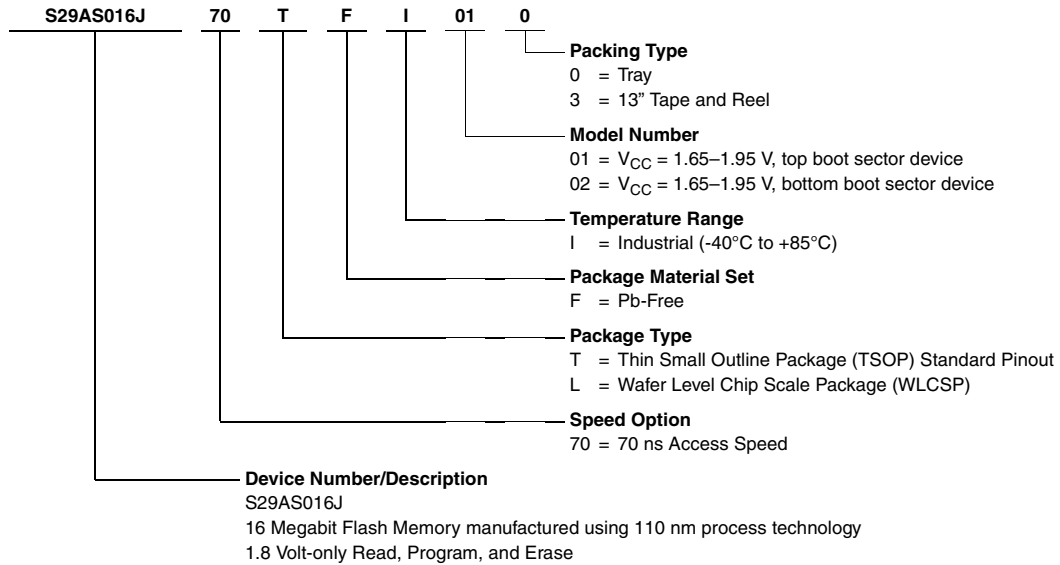 S29AS016J 70 T F I 01 0
Packing Type
0 = Tray
3 = 13” Tape and Reel
Model Number
01 = VCC = 1.65–1.95 V, top boot sector device
02 = VCC = 1.65–1.95 V, bottom boot sector device
Temperature Range
I = Industrial (-40°C to +85°C)
Package Material Set
F = Pb-Free
Package Type
T = Thin Small Outline Package (TSOP) Standard Pinout
L = Wafer Level Chip Scale Package (WLCSP)
Speed Option
70 = 70 ns Access Speed
Device Number/Description
S29AS016J
16 Megabit Flash Memory manufactured using 110 nm process technology
1.8 Volt-only Read, Program, and Erase